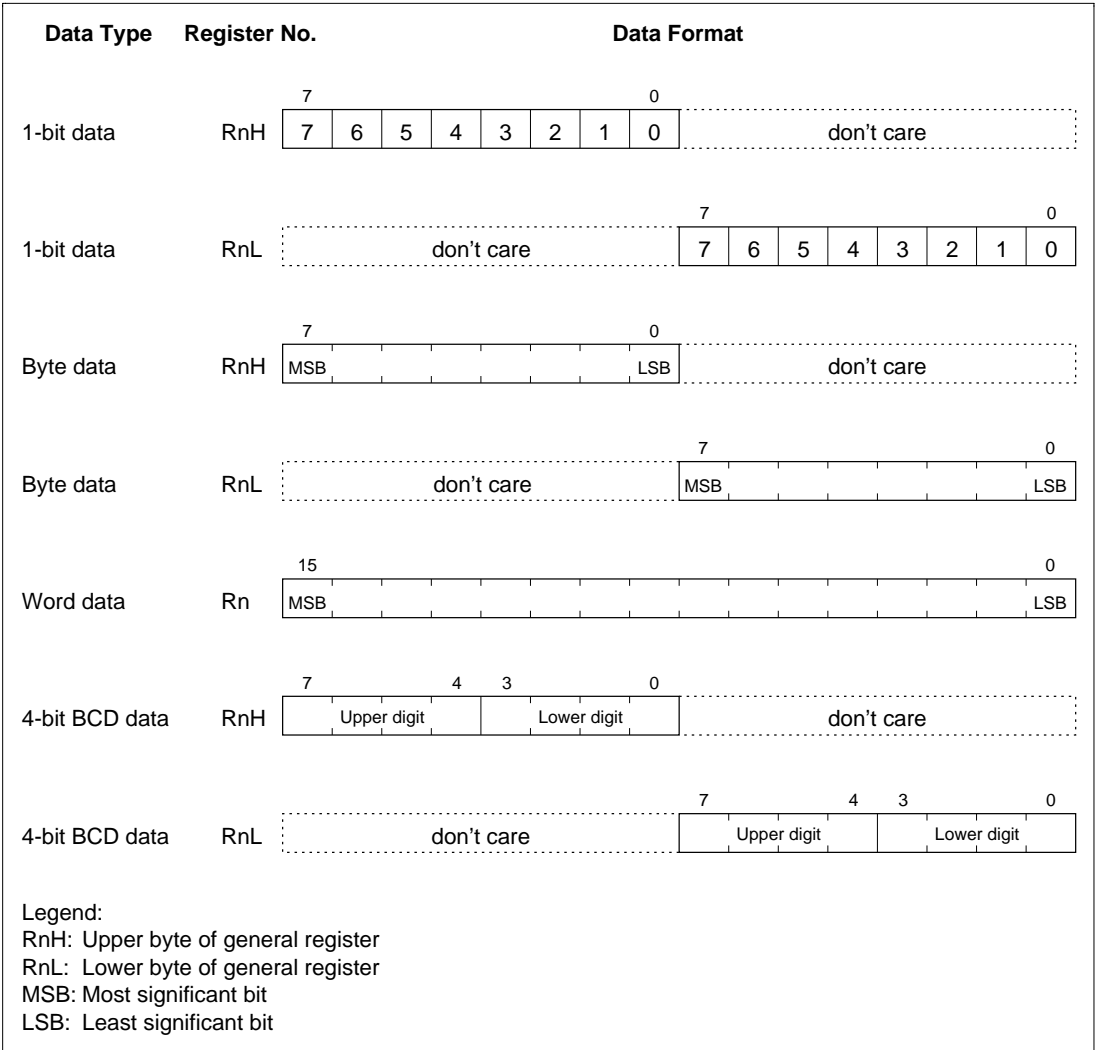 Data Type Register No. Data Format
7 0
1-bit data RnH 7 6 5 4 3 2 1 0 don't care
7 0
1-bit data RnL don't care 7 6 5 4 3 2 1 0
7 0
Byte data RnH MSB LSB don't care
7 0
Byte data RnL don't care MSB LSB
15 0
Word data Rn MSB LSB
7 4 3 0
4-bit BCD data RnH Upper digit Lower digit don't care
7 4 3 0
4-bit BCD data RnL don't care Upper digit Lower digit
Legend:
RnH: Upper byte of general register
RnL: Lower byte of general register
MSB: Most significant bit
LSB: Least significant bit